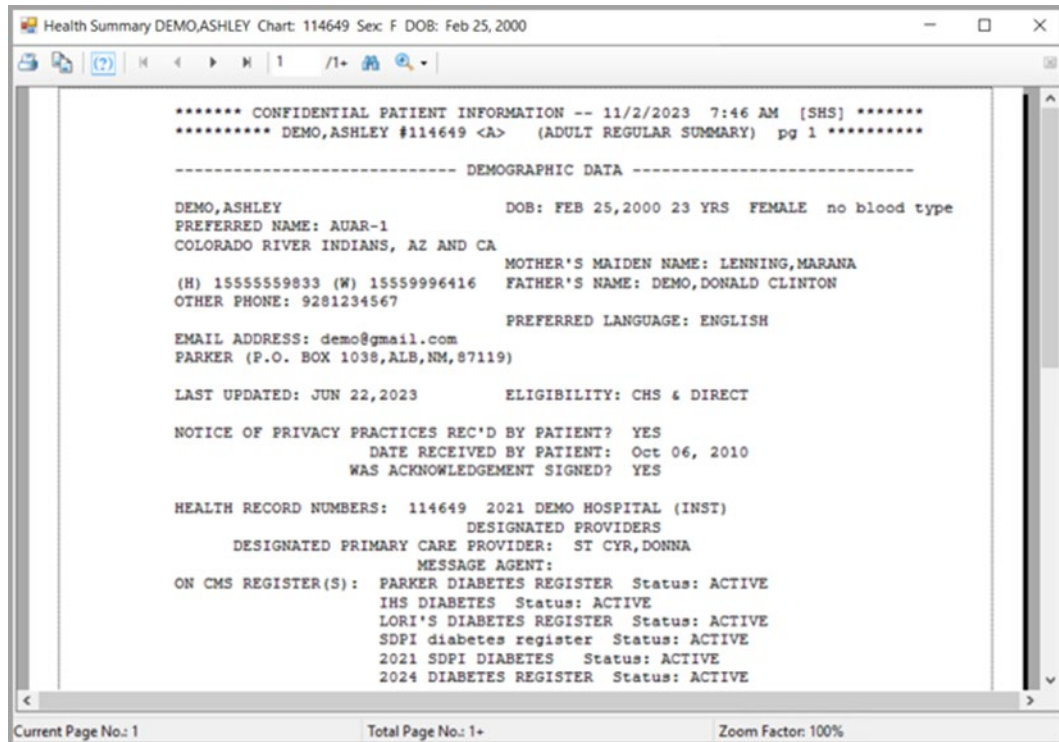 Health Summary DEMO,ASHLEY Chart: 114649 Sex: F DOB: Feb 25, 2000
(?) 1 /1+
******* CONFIDENTIAL PATIENT INFORMATION -- 11/2/2023 7:46 AM [SHS] *******
********** DEMO,ASHLEY #114649 <A> (ADULT REGULAR SUMMARY) pg 1 **********
----------------------------- DEMOGRAPHIC DATA -----------------------------
DEMO,ASHLEY DOB: FEB 25,2000 23 YRS FEMALE no blood type
PREFERRED NAME: AUAR-1
COLORADO RIVER INDIANS, AZ AND CA
MOTHER'S MAIDEN NAME: LENNING,MARANA
(H) 15555559833 (W) 15559996416 FATHER'S NAME: DEMO,DONALD CLINTON
OTHER PHONE: 9281234567
PREFERRED LANGUAGE: ENGLISH
EMAIL ADDRESS: demo@gmail.com
PARKER (P.O. BOX 1038,ALB,NM,87119)
LAST UPDATED: JUN 22,2023 ELIGIBILITY: CHS & DIRECT
NOTICE OF PRIVACY PRACTICES REC'D BY PATIENT? YES
DATE RECEIVED BY PATIENT: Oct 06, 2010
WAS ACKNOWLEDGEMENT SIGNED? YES
HEALTH RECORD NUMBERS: 114649 2021 DEMO HOSPITAL (INST)
DESIGNATED PROVIDERS
DESIGNATED PRIMARY CARE PROVIDER: ST CYR,DONNA
MESSAGE AGENT:
ON CMS REGISTER(S): PARKER DIABETES REGISTER Status: ACTIVE
IHS DIABETES Status: ACTIVE
LORI'S DIABETES REGISTER Status: ACTIVE
SDPI diabetes register Status: ACTIVE
2021 SDPI DIABETES Status: ACTIVE
2024 DIABETES REGISTER Status: ACTIVE
Current Page No.: 1 Total Page No.: 1+ Zoom Factor: 100%